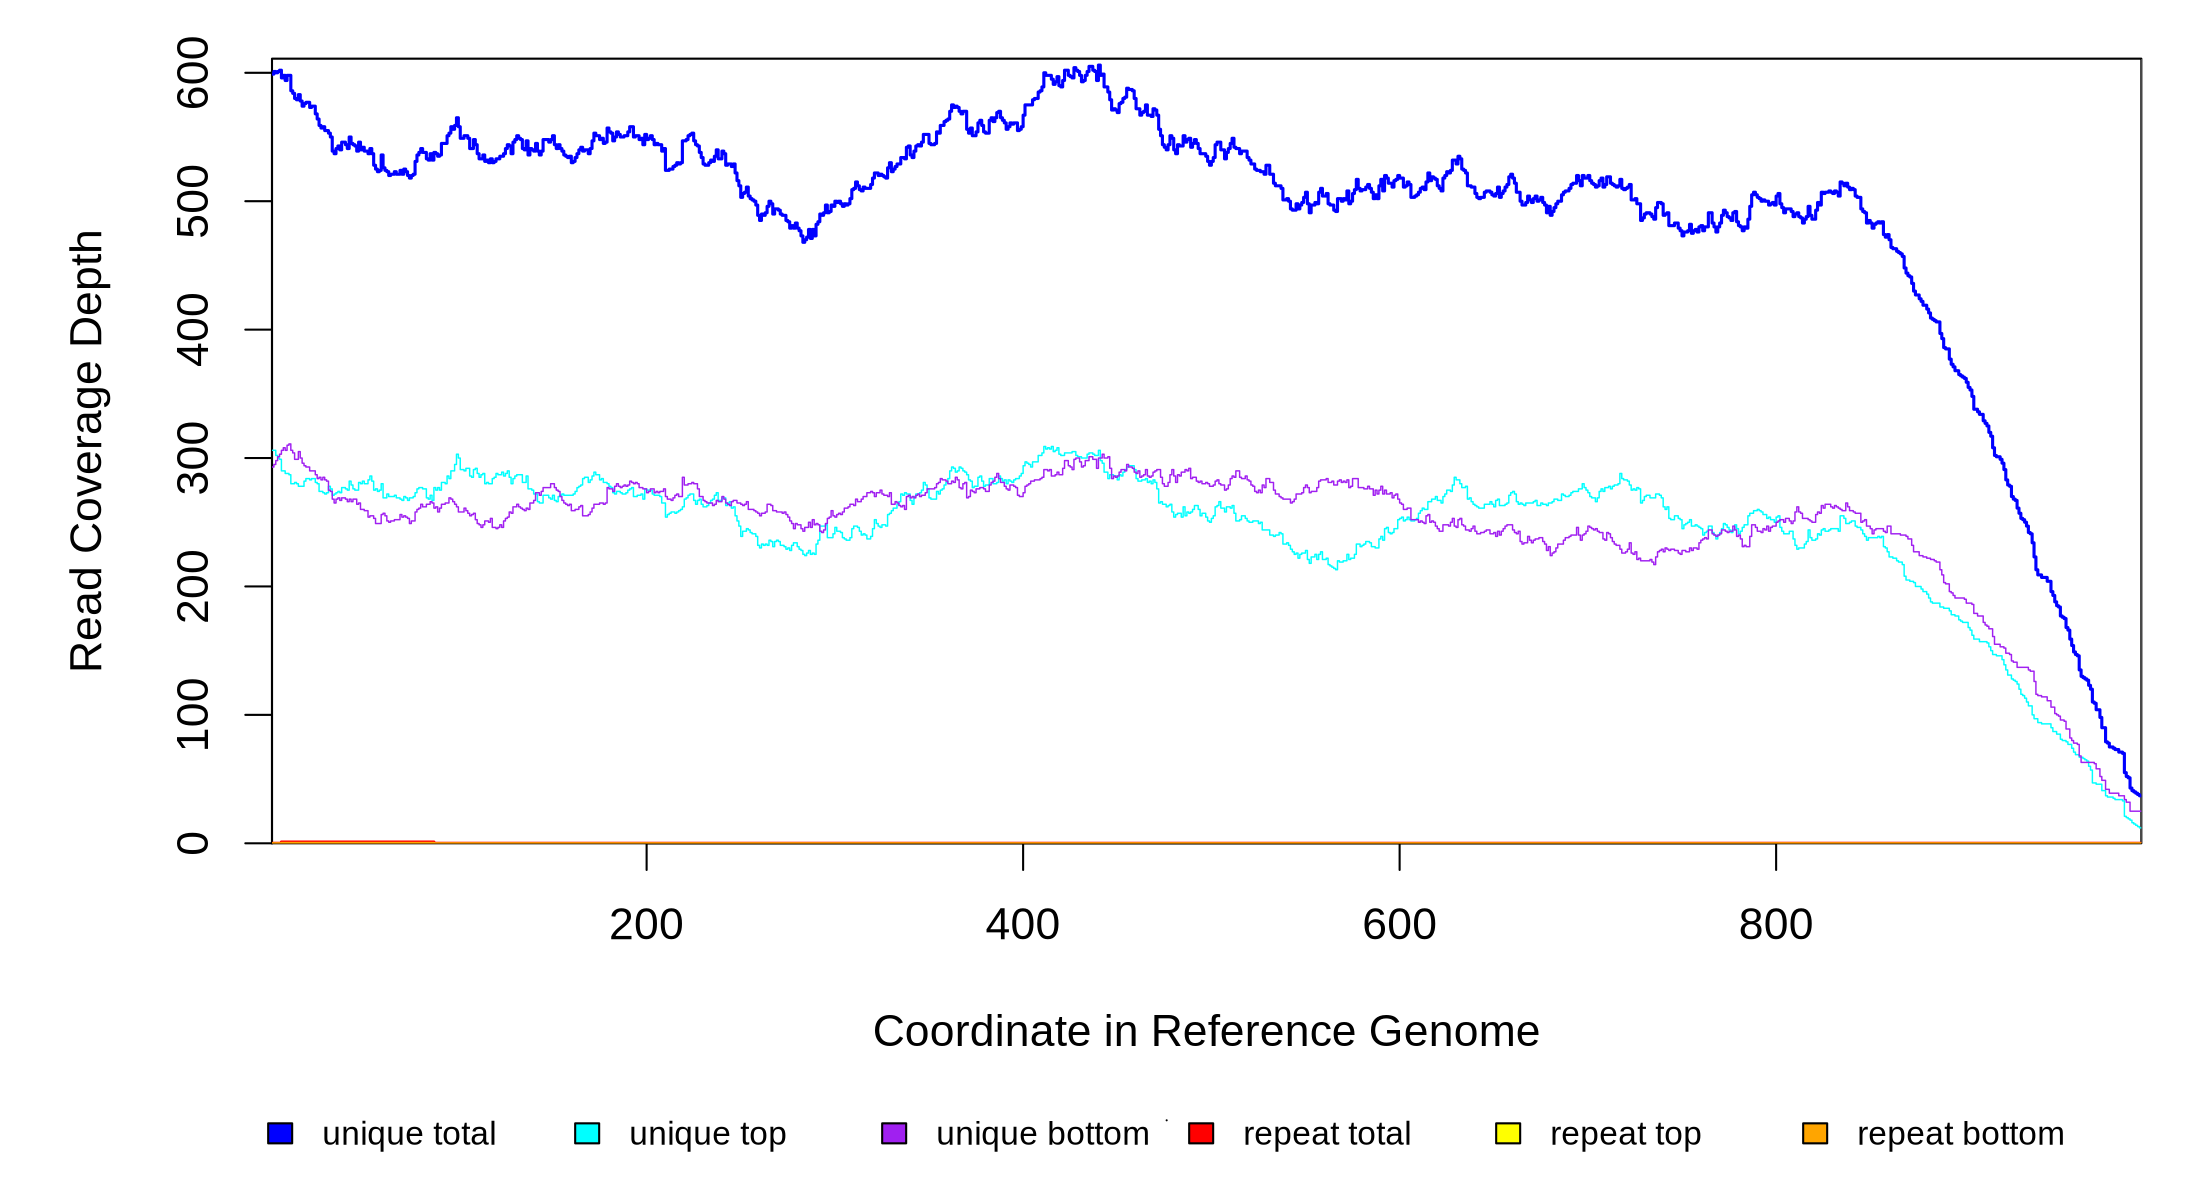 600
500
400
300
200
100
0
Read Coverage Depth
200 400 600 800
Coordinate in Reference Genome
unique total unique top unique bottom repeat total repeat top repeat bottom